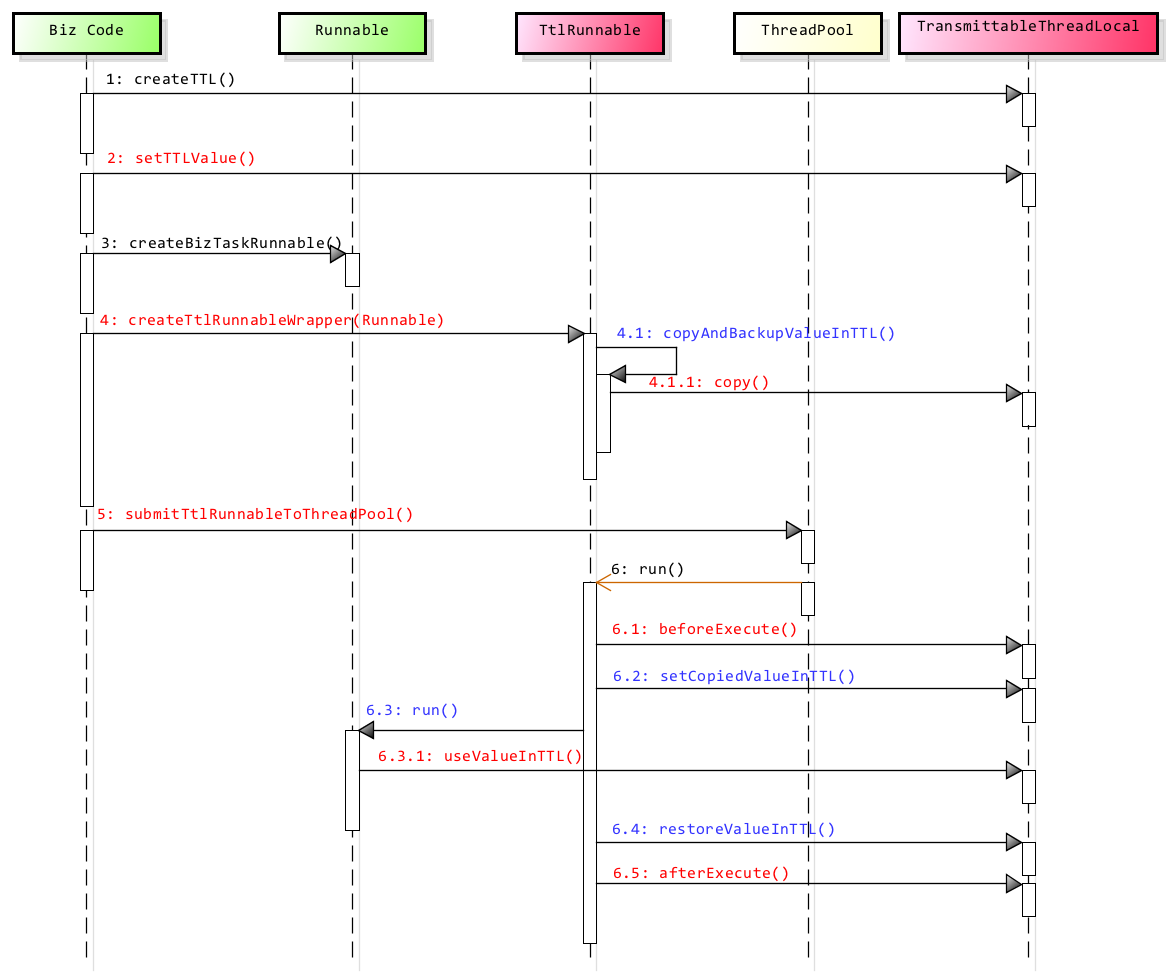 Biz Code
Runnable
TtlRunnable
ThreadPool
TransmittableThreadLocal
1: createTTL()
2: setTTLValue()
3: createBizTaskRunnable()
4: createTtlRunnableWrapper(Runnable)
4.1: copyAndBackupValueInTTL()
4.1.1: copy()
5: submitTtlRunnableToThreadPool()
6: run()
6.1: beforeExecute()
6.2: setCopiedValueInTTL()
6.3: run()
6.3.1: useValueInTTL()
6.4: restoreValueInTTL()
6.5: afterExecute()